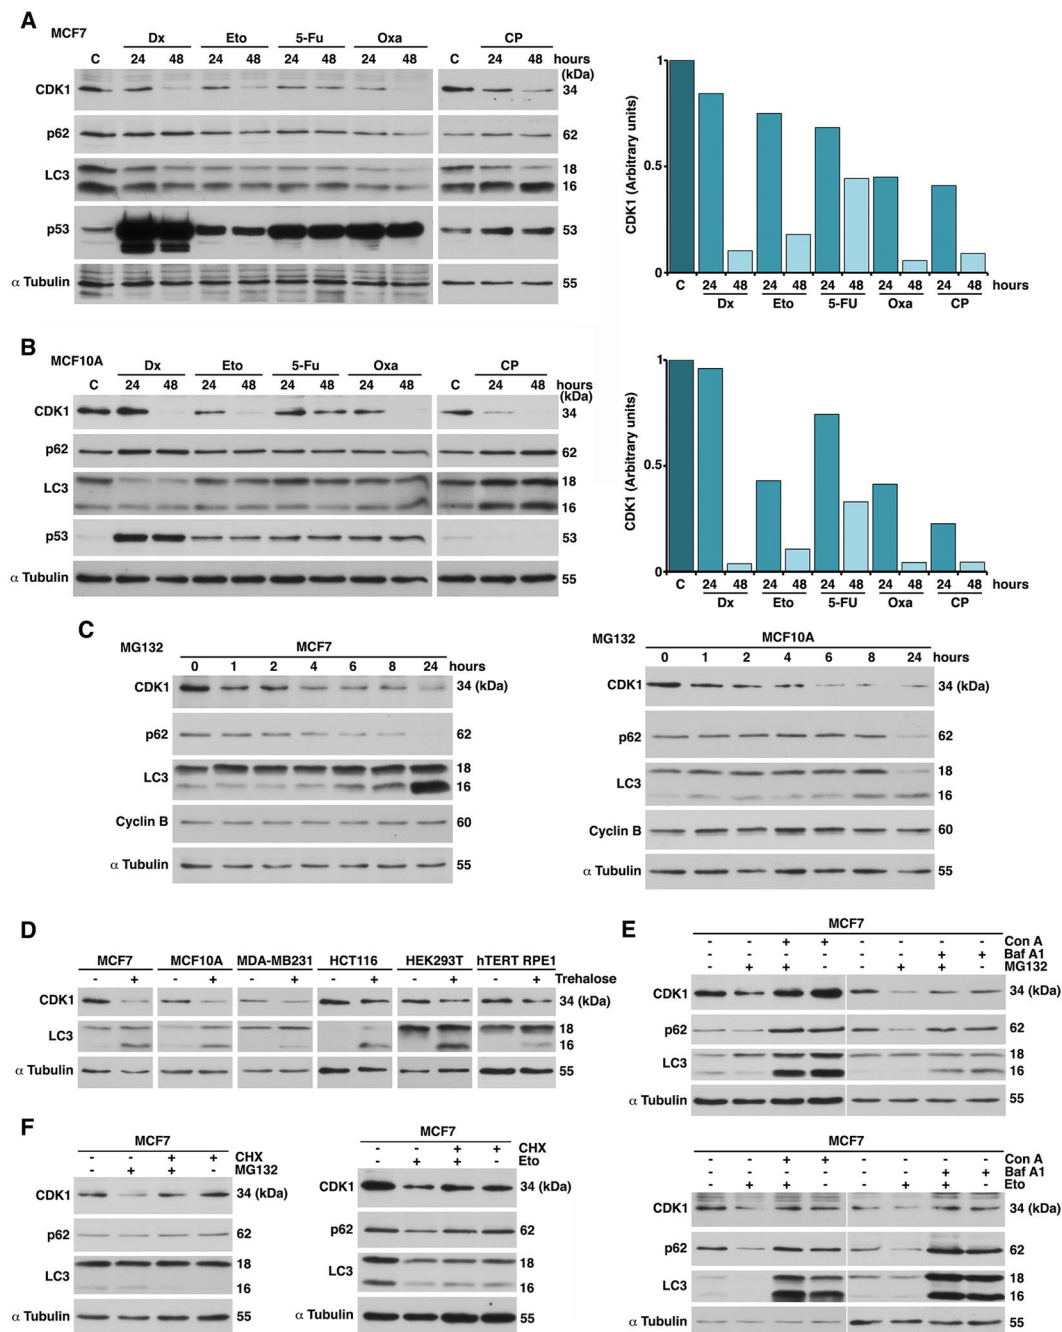 A
MCF7
Dx Eto 5-Fu Oxa CP
C 24 48 24 48 24 48 24 48 C 24 48 hours
(kDa)
CDK1 34
p62 62
LC3 18
16
p53 53
α Tubulin 55
CDK1 (Arbitrary units)
1
0.5
0
C 24 48 24 48 24 48 24 48 24 48 hours
Dx Eto 5-FU Oxa CP
B
MCF10A
Dx Eto 5-Fu Oxa CP
C 24 48 24 48 24 48 24 48 C 24 48 hours
(kDa)
CDK1 34
p62 62
LC3 18
16
p53 53
α Tubulin 55
CDK1 (Arbitrary units)
1
0.5
0
C 24 48 24 48 24 48 24 48 24 48 hours
Dx Eto 5-FU Oxa CP
C
MG132 MCF7
0 1 2 4 6 8 24 hours
CDK1 34 (kDa)
p62 62
LC3 18
16
Cyclin B 60
α Tubulin 55
MG132 MCF10A
0 1 2 4 6 8 24 hours
CDK1 34 (kDa)
p62 62
LC3 18
16
Cyclin B 60
α Tubulin 55
D
MCF7 MCF10A MDA-MB231 HCT116 HEK293T hTERT RPE1
- + - + - + - + - + - + Trehalose
CDK1 34 (kDa)
LC3 18
16
α Tubulin 55
E
MCF7
- - + + - - - - Con A
- - - - - - + + Baf A1
- + + - - + + - MG132
CDK1 34 (kDa)
p62 62
LC3 18
16
α Tubulin 55
MCF7
- - + + - - - - Con A
- - - - - - + + Baf A1
- + + - - + + - Eto
CDK1 34 (kDa)
p62 62
LC3 18
16
α Tubulin 55
F
MCF7
- - + + CHX
- + + - MG132
CDK1 34 (kDa)
p62 62
LC3 18
16
α Tubulin 55
MCF7
- - + + CHX
- + + - Eto
CDK1 34 (kDa)
p62 62
LC3 18
16
α Tubulin 55